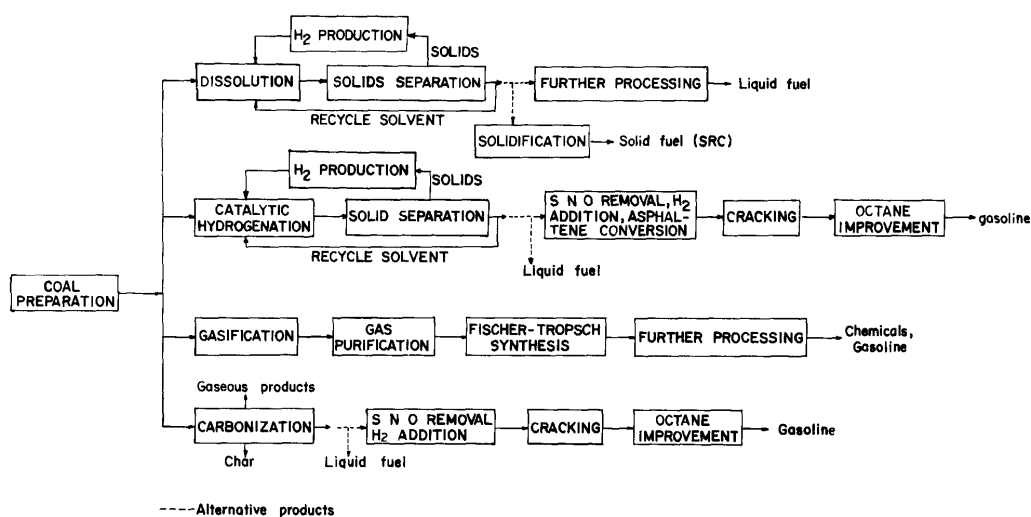 H2 PRODUCTION
SOLIDS
DISSOLUTION
SOLIDS SEPARATION
FURTHER PROCESSING
Liquid fuel
RECYCLE SOLVENT
SOLIDIFICATION
Solid fuel (SRC)
H2 PRODUCTION
SOLIDS
CATALYTIC
HYDROGENATION
SOLID SEPARATION
S N O REMOVAL, H2
ADDITION, ASPHAL-
TENE CONVERSION
CRACKING
OCTANE
IMPROVEMENT
gasoline
RECYCLE SOLVENT
Liquid fuel
COAL
PREPARATION
GASIFICATION
GAS
PURIFICATION
FISCHER-TROPSCH
SYNTHESIS
FURTHER PROCESSING
Chemicals,
Gasoline
Gaseous products
CARBONIZATION
S N O REMOVAL
H2 ADDITION
CRACKING
OCTANE
IMPROVEMENT
Gasoline
Char
Liquid fuel
----Alternative products